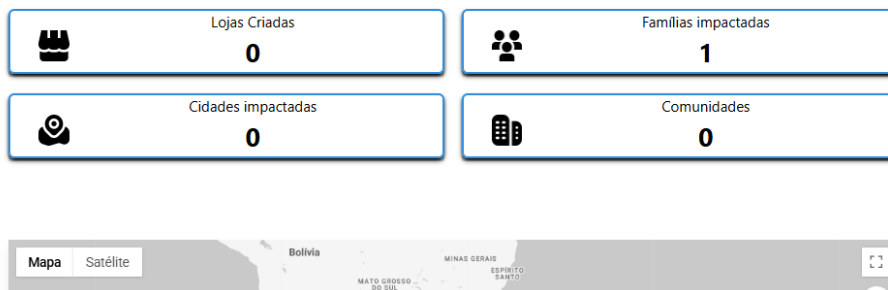 Lojas Criadas
0
Famílias impactadas
1
Cidades impactadas
0
Comunidades
0
Mapa
Satélite
Bolívia
MINAS GERAIS
ESPÍRITO
SANTO
MATO GROSSO
DO SUL